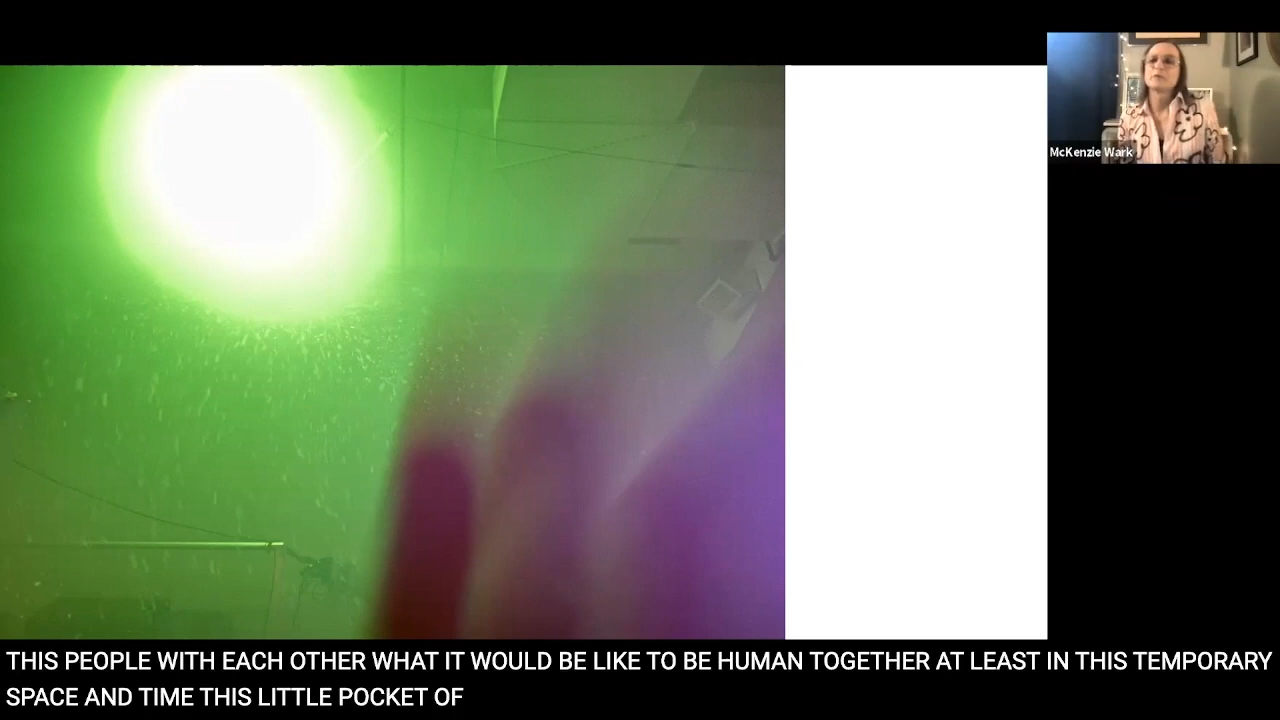 McKenzie Wark
THIS PEOPLE WITH EACH OTHER WHAT IT WOULD BE LIKE TO BE HUMAN TOGETHER AT LEAST IN THIS TEMPORARY
SPACE AND TIME THIS LITTLE POCKET OF